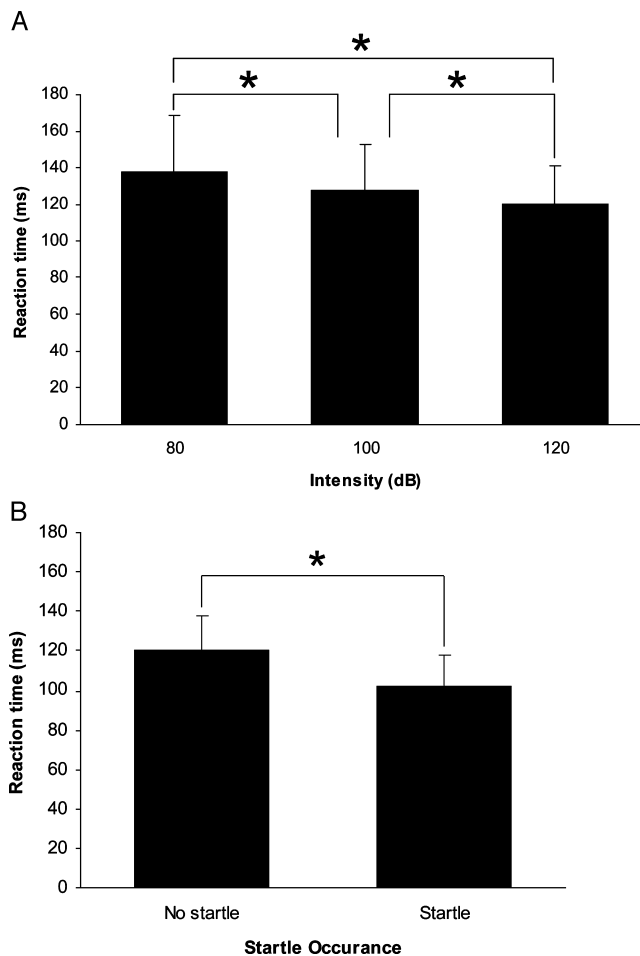 A
*
* *
180
160
140
120
100
80
60
40
20
0
Reaction time (ms)
80 100 120
Intensity (dB)
B
*
180
160
140
120
100
80
60
40
20
0
Reaction time (ms)
No startle Startle
Startle Occurance